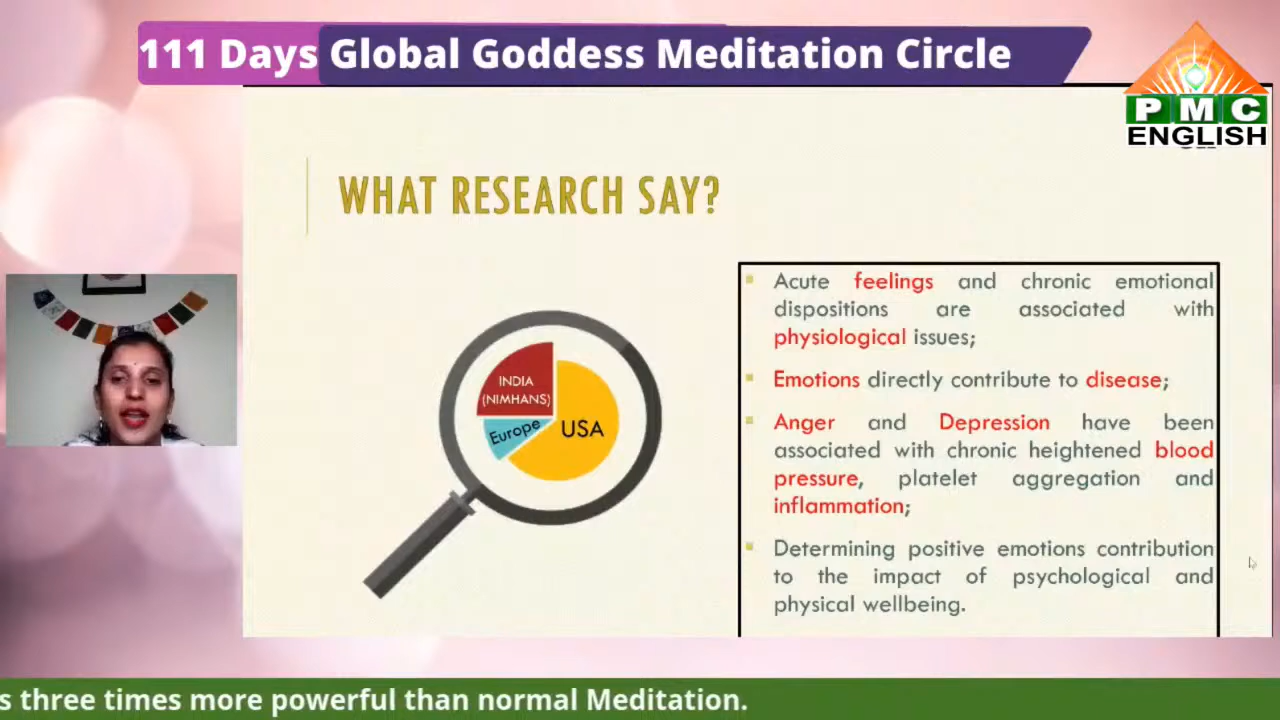 111 Days Global Goddess Meditation Circle
PMC
ENGLISH
WHAT RESEARCH SAY?
INDIA
(NIMHANS)
Europe
USA
Acute feelings and chronic emotional
dispositions are associated with
physiological issues;
Emotions directly contribute to disease;
Anger and Depression have been
associated with chronic heightened blood
pressure, platelet aggregation and
inflammation;
Determining positive emotions contribution
to the impact of psychological and
physical wellbeing.
s three times more powerful than normal Meditation.